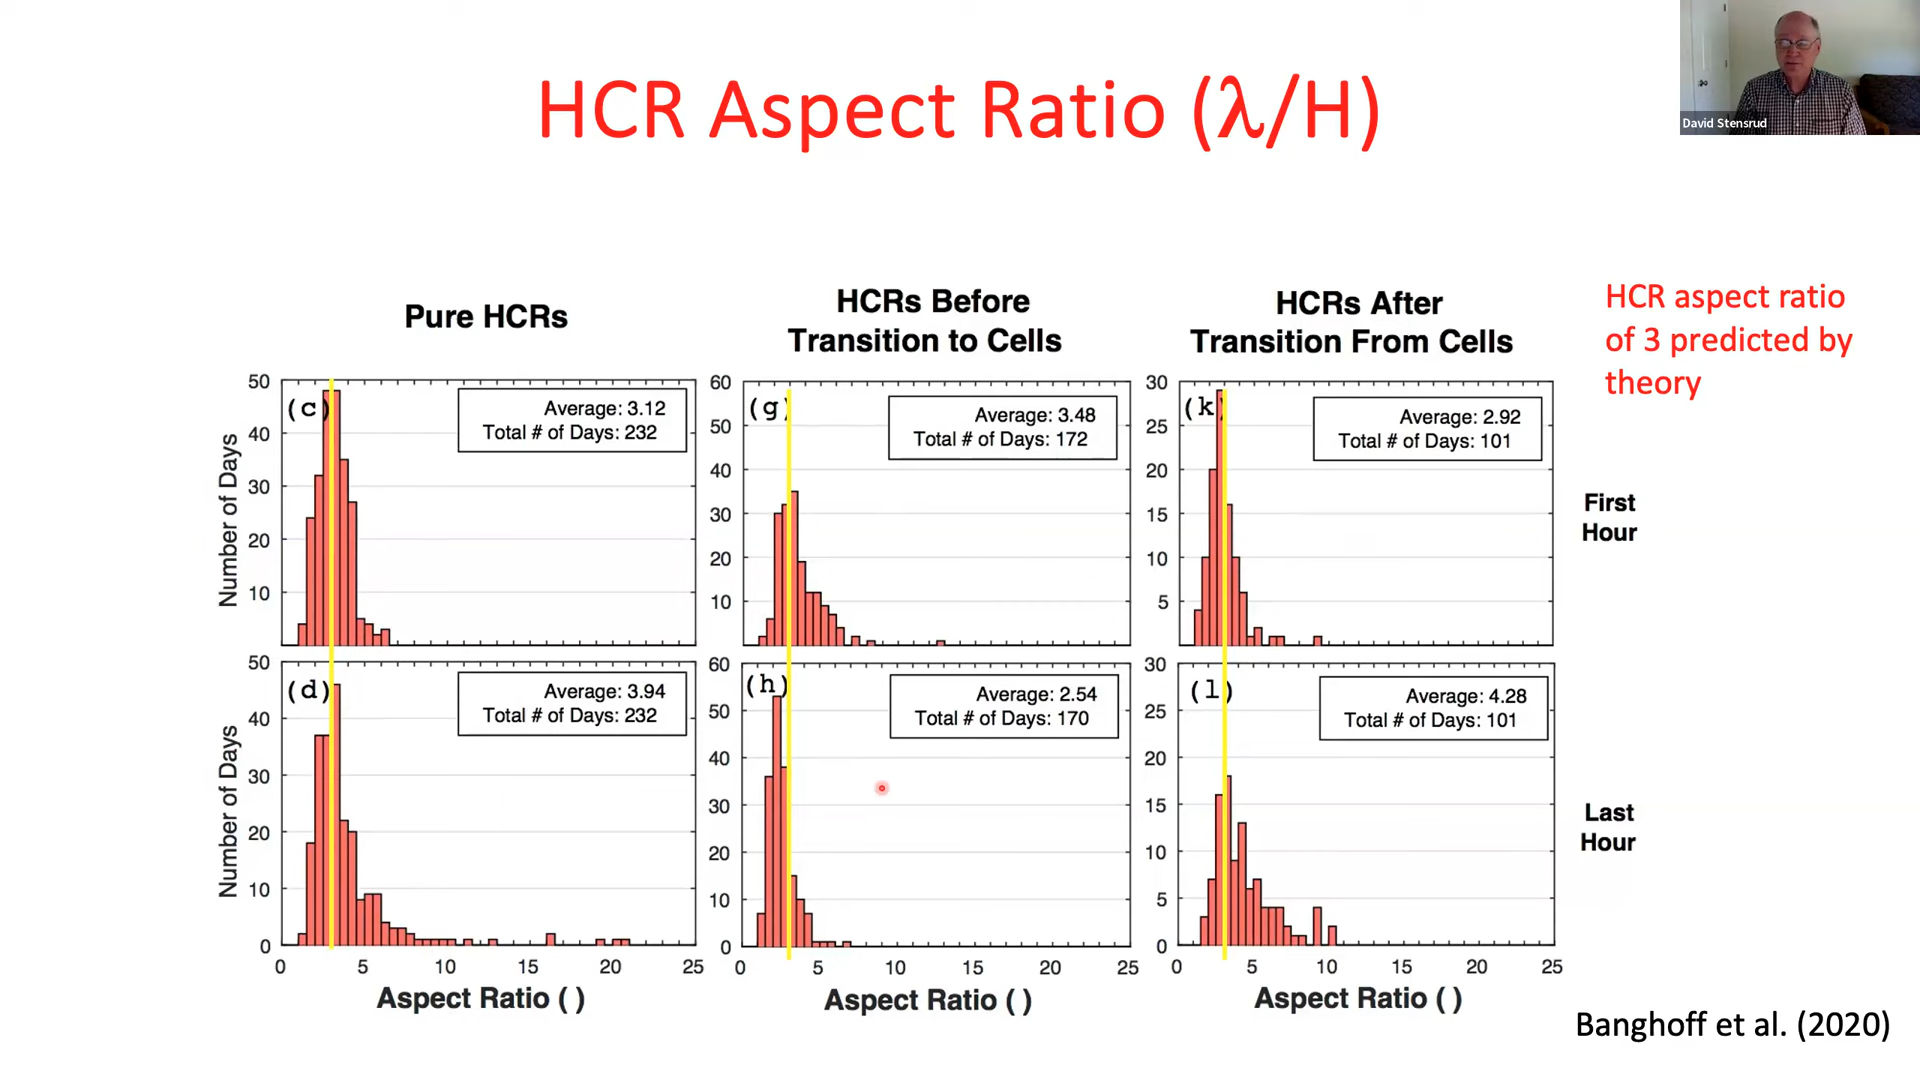 David Stensrud
HCR Aspect Ratio (λ/H)
Pure HCRs
HCRs Before
Transition to Cells
HCRs After
Transition From Cells
HCR aspect ratio
of 3 predicted by
theory
Number of Days
50
40
30
20
10
(c)
Average: 3.12
Total # of Days: 232
60
50
40
30
20
10
(g)
Average: 3.48
Total # of Days: 172
30
25
20
15
10
5
(k)
Average: 2.92
Total # of Days: 101
First
Hour
Number of Days
50
40
30
20
10
0
(d)
Average: 3.94
Total # of Days: 232
60
50
40
30
20
10
0
(h)
Average: 2.54
Total # of Days: 170
30
25
20
15
10
5
0
(l)
Average: 4.28
Total # of Days: 101
Last
Hour
0 5 10 15 20 25
0 5 10 15 20 25
0 5 10 15 20 25
Aspect Ratio ( )
Aspect Ratio ( )
Aspect Ratio ( )
Banghoff et al. (2020)